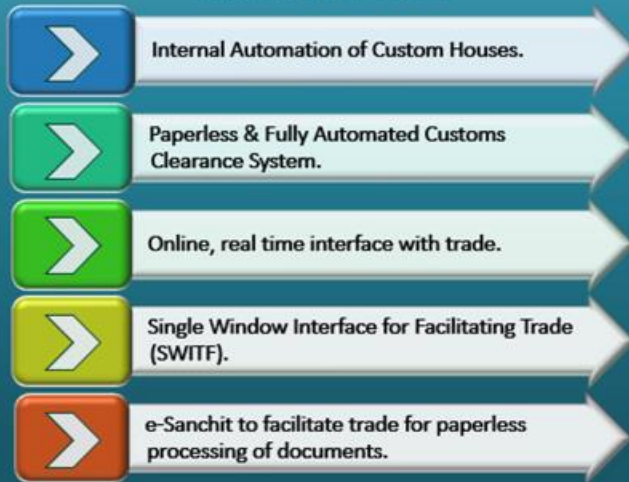 Internal Automation of Custom Houses.
Paperless & Fully Automated Customs
Clearance System.
Online, real time interface with trade.
Single Window Interface for Facilitating Trade
(SWITF).
e-Sanchit to facilitate trade for paperless
processing of documents.